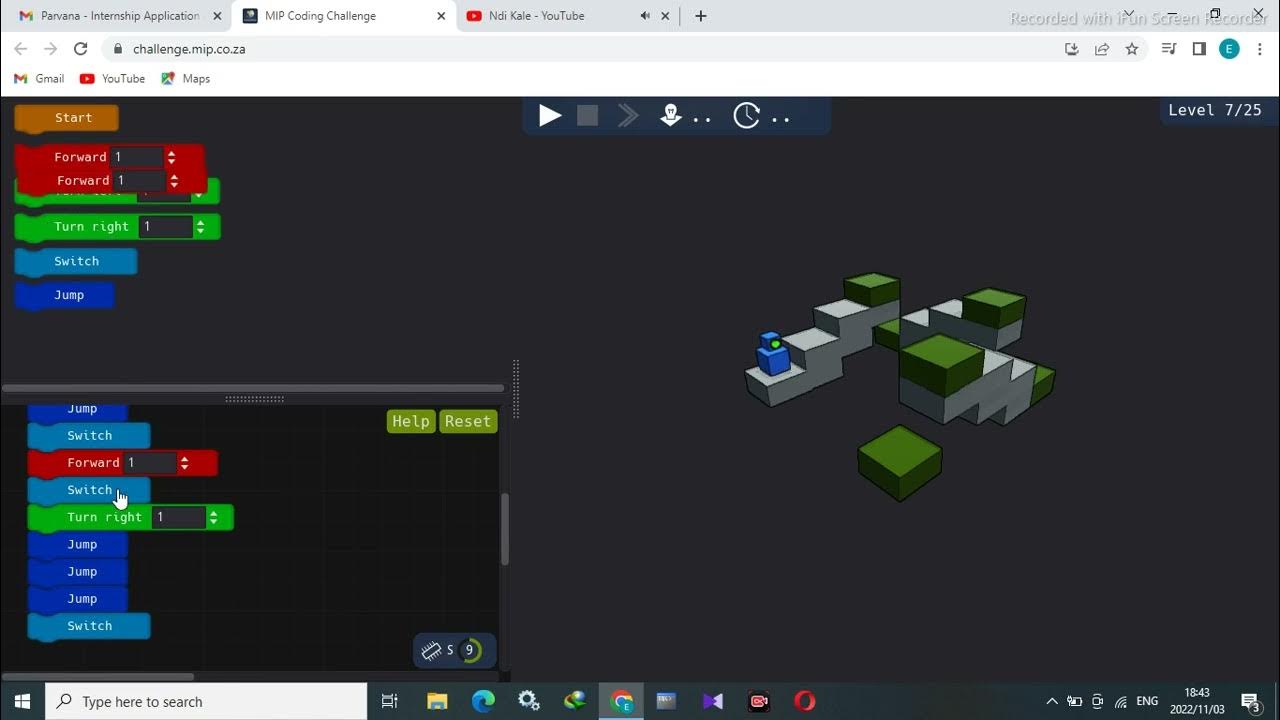 Parvana - Internship Application
MIP Coding Challenge
Ndi Kale - YouTube
Recorded with iFun Screen Recorder
challenge.mip.co.za
E
Gmail
YouTube
Maps
Start
Forward 1
Forward 1
Turn right 1
Switch
Jump
. .
. .
Level 7/25
Jump
Switch
Forward 1
Switch
Turn right 1
Jump
Jump
Jump
Switch
Help
Reset
S 9
Type here to search
E
ENG
18:43
2022/11/03
3